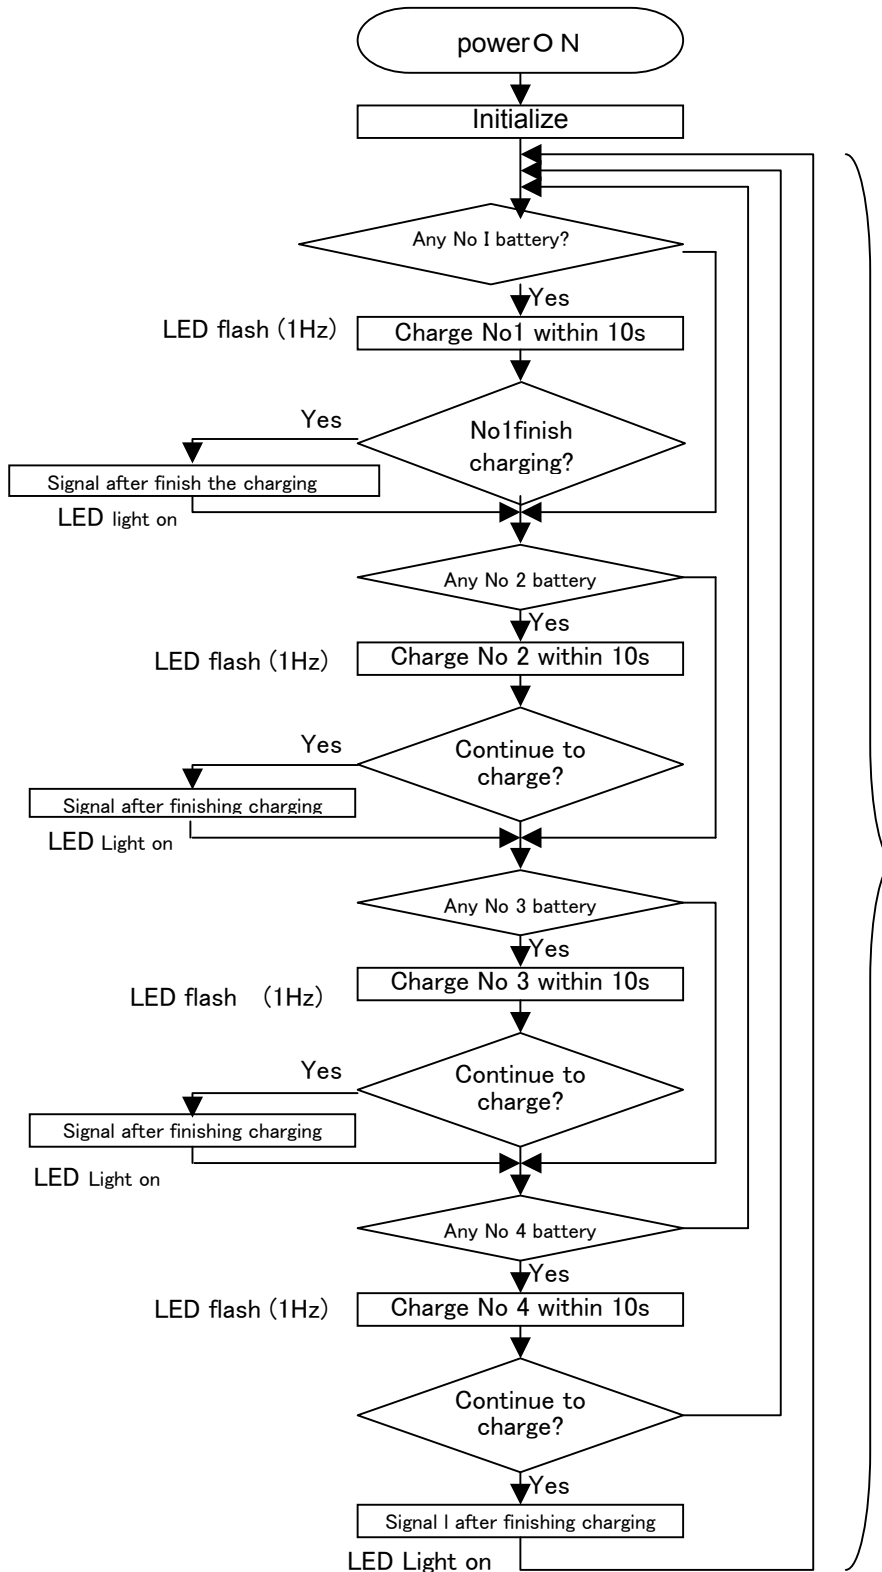 powerＯＮ
Initialize
Any No I battery?
Yes
LED flash (1Hz)
Charge No1 within 10s
Yes
No1finish
charging?
Signal after finish the charging
LED light on
Any No 2 battery
Yes
LED flash (1Hz)
Charge No 2 within 10s
Yes
Continue to
charge?
Signal after finishing charging
LED Light on
Any No 3 battery
Yes
LED flash (1Hz)
Charge No 3 within 10s
Yes
Continue to
charge?
Signal after finishing charging
LED Light on
Any No 4 battery
Yes
LED flash (1Hz)
Charge No 4 within 10s
Continue to
charge?
Yes
Signal l after finishing charging
LED Light on